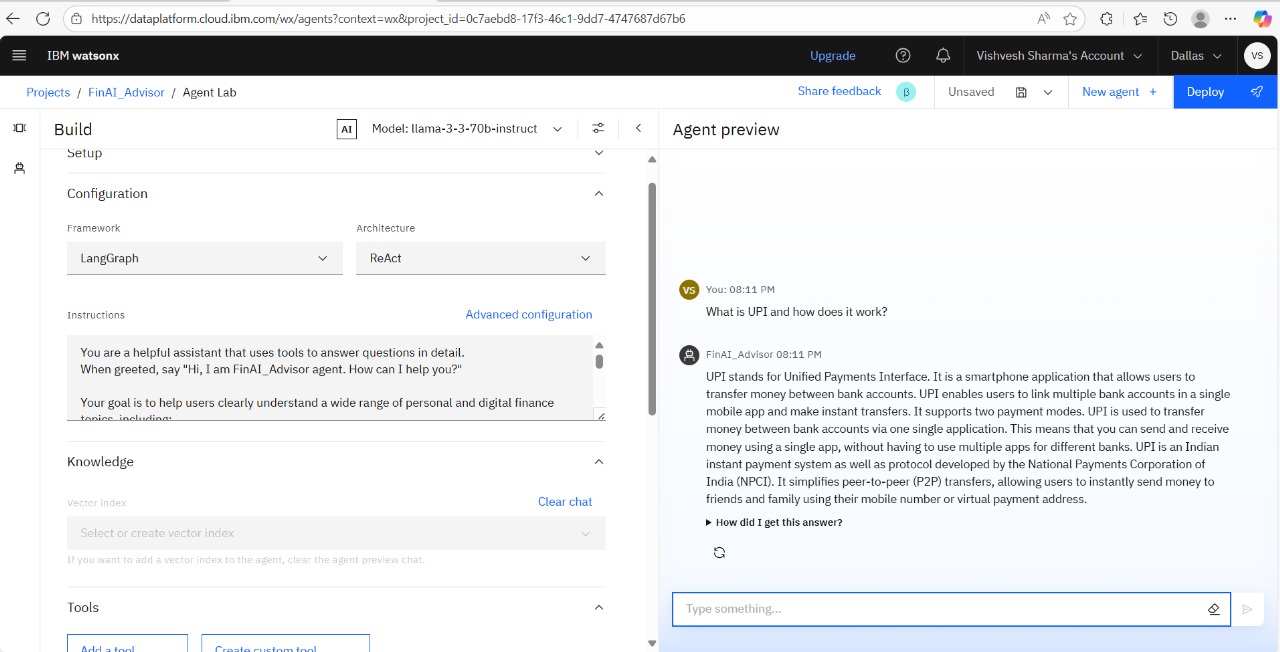 https://dataplatform.cloud.ibm.com/wx/agents?context=wx&project_id=0c7aebd8-17f3-46c1-9dd7-4747687d67b6
IBM watsonx
Upgrade
Vishvesh Sharma's Account
Dallas
VS
Projects / FinAI_Advisor / Agent Lab
Share feedback
β
Unsaved
New agent +
Deploy
Build
AI
Model: llama-3-3-70b-instruct
Agent preview
Setup
Configuration
Framework
Architecture
LangGraph
ReAct
Instructions
Advanced configuration
You are a helpful assistant that uses tools to answer questions in detail.
When greeted, say "Hi, I am FinAI_Advisor agent. How can I help you?"
Your goal is to help users clearly understand a wide range of personal and digital finance
topics, including:
Knowledge
Vector index
Clear chat
Select or create vector index
If you want to add a vector index to the agent, clear the agent preview chat.
Tools
Add a tool
Create custom tool
VS
You: 08:11 PM
What is UPI and how does it work?
FinAI_Advisor 08:11 PM
UPI stands for Unified Payments Interface. It is a smartphone application that allows users to
transfer money between bank accounts. UPI enables users to link multiple bank accounts in a single
mobile app and make instant transfers. It supports two payment modes. UPI is used to transfer
money between bank accounts via one single application. This means that you can send and receive
money using a single app, without having to use multiple apps for different banks. UPI is an Indian
instant payment system as well as protocol developed by the National Payments Corporation of
India (NPCI). It simplifies peer-to-peer (P2P) transfers, allowing users to instantly send money to
friends and family using their mobile number or virtual payment address.
How did I get this answer?
Type something...